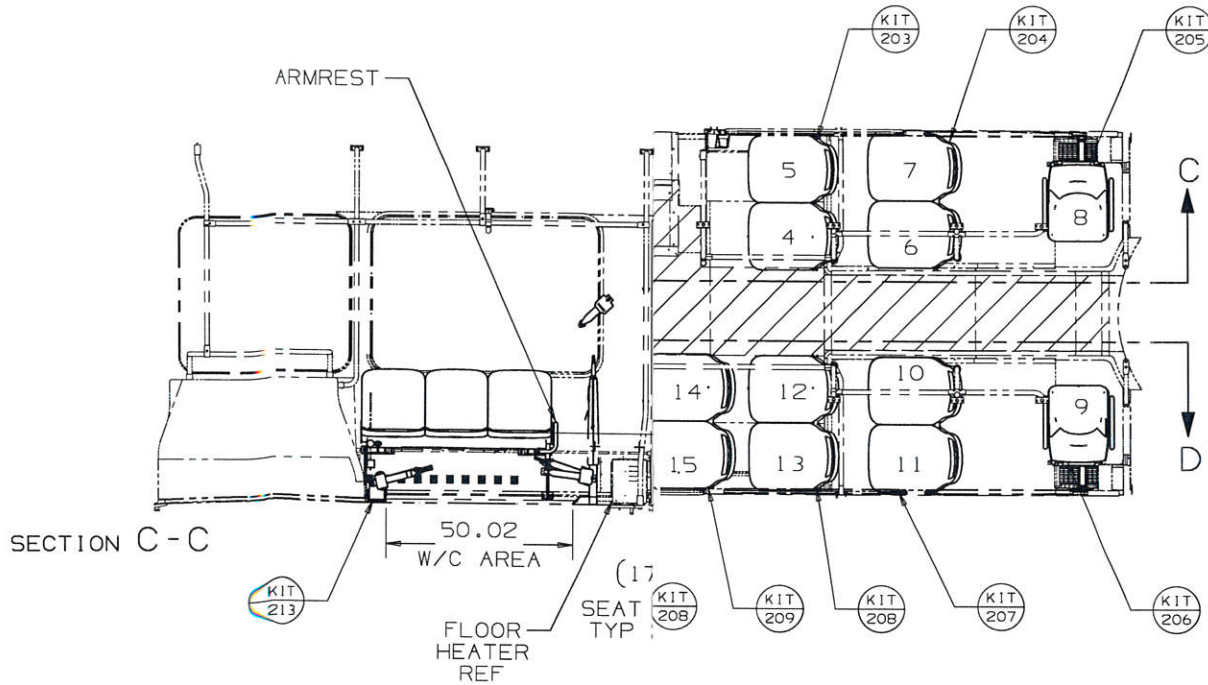 KIT
203
KIT
204
KIT
205
ARMREST
5
7
C
8
4
6
14
12
10
9
15
13
11
D
SECTION C-C
50.02
W/C AREA
(17
KIT
213
SEAT
TYP
KIT
208
KIT
209
KIT
208
KIT
207
KIT
206
FLOOR
HEATER
REF